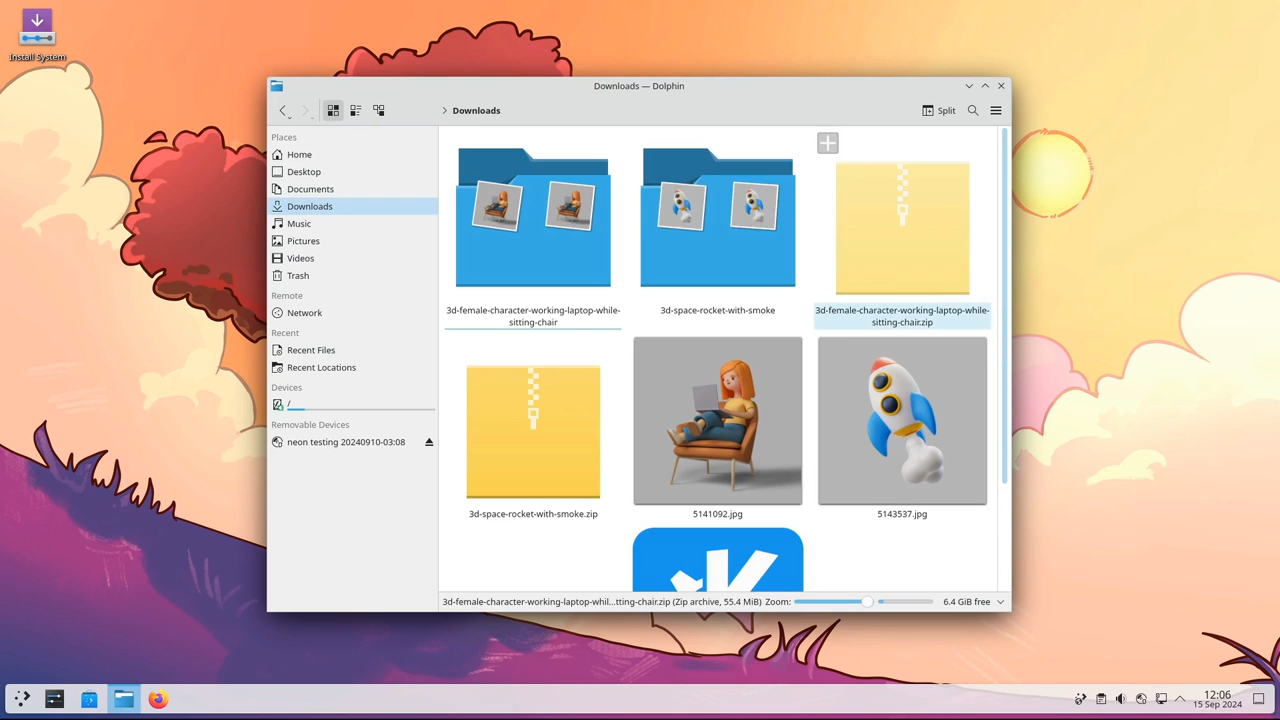 Install System
Downloads — Dolphin
Downloads
Split
Places
Home
Desktop
Documents
Downloads
Music
Pictures
Videos
Trash
Remote
Network
Recent
Recent Files
Recent Locations
Devices
/
Removable Devices
neon testing 20240910-03:08
3d-female-character-working-laptop-while-
sitting-chair
3d-space-rocket-with-smoke
3d-female-character-working-laptop-while-
sitting-chair.zip
3d-space-rocket-with-smoke.zip
5141092.jpg
5143537.jpg
3d-female-character-working-laptop-whil...tting-chair.zip (Zip archive, 55.4 MiB)
Zoom:
6.4 GiB free
12:06
15 Sep 2024